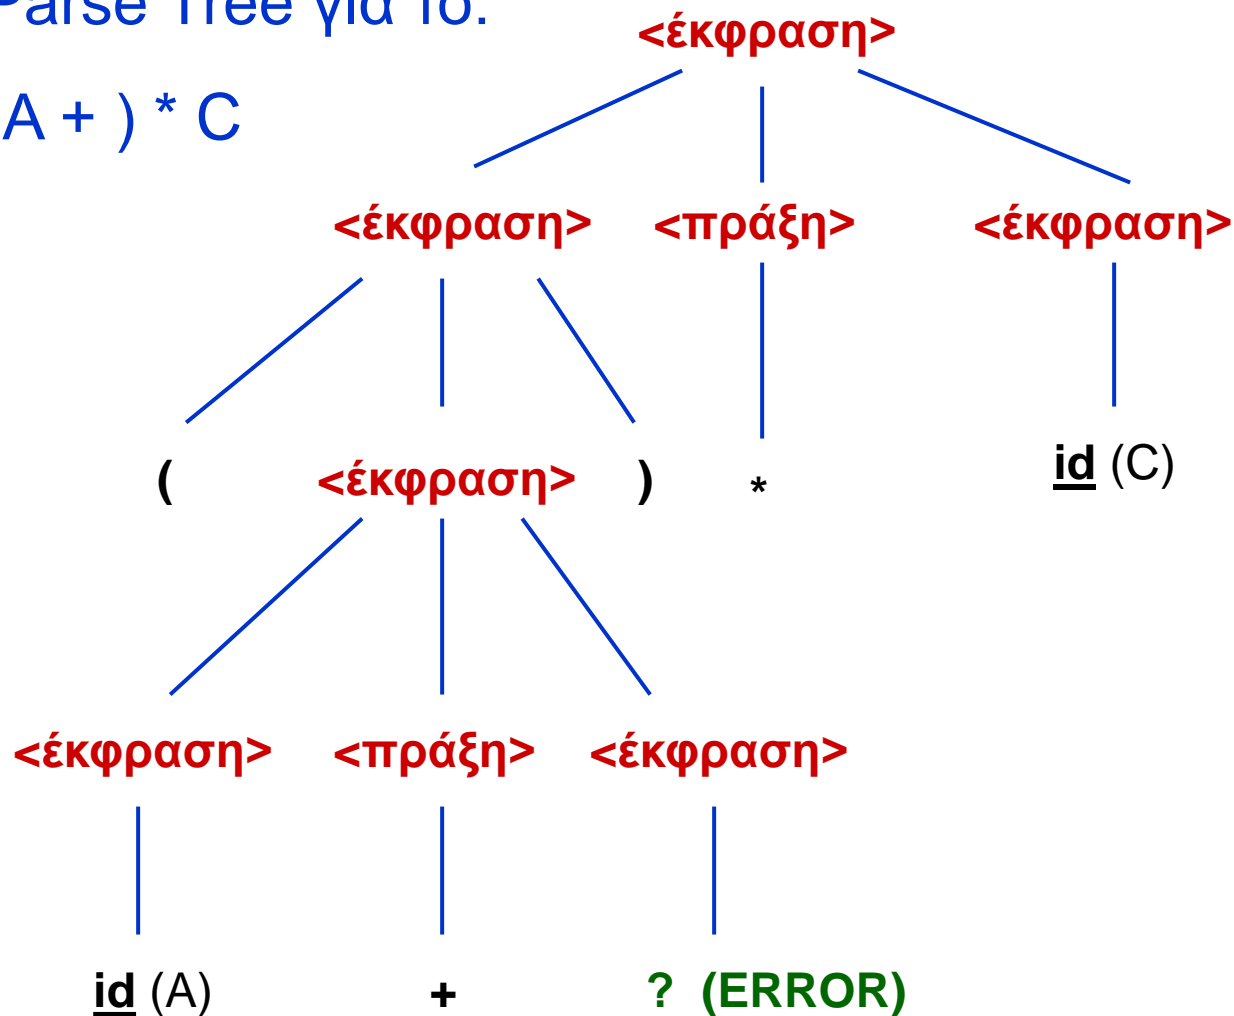 Parse Tree για το:
A + ) * C
<έκφραση>
<έκφραση> <πράξη> <έκφραση>
( <έκφραση> ) * id (C)
<έκφραση> <πράξη> <έκφραση>
id (A) + ? (ERROR)